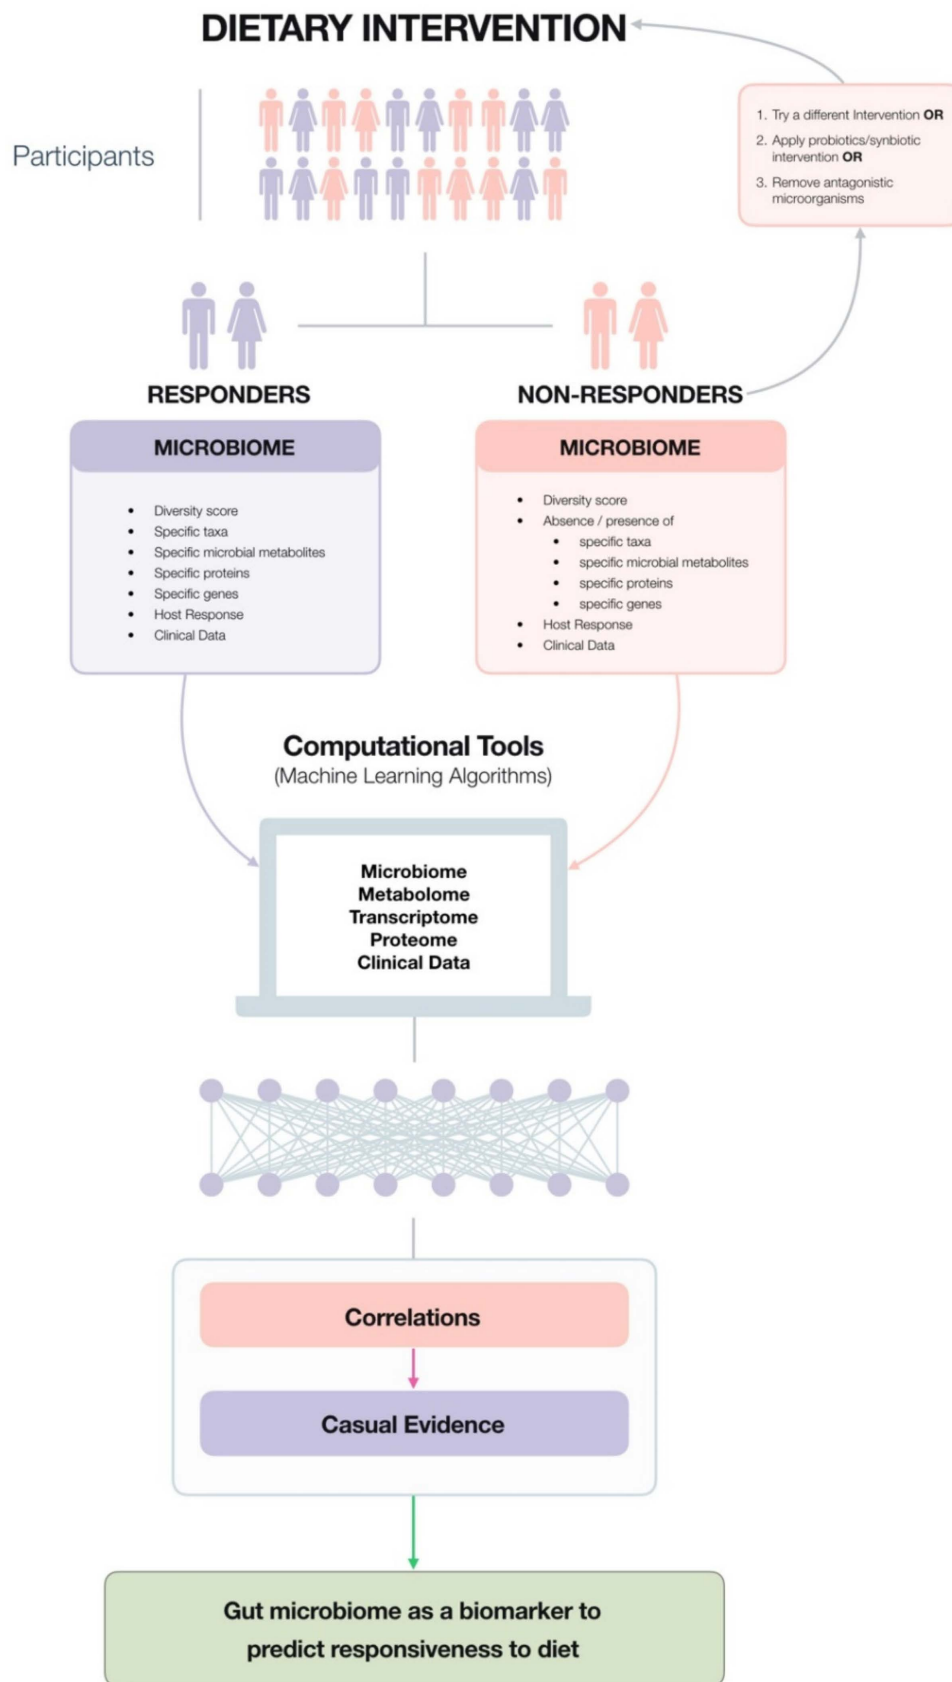 DIETARY INTERVENTION
Participants
1. Try a different Intervention OR
2. Apply probiotics/synbiotic
intervention OR
3. Remove antagonistic
microorganisms
RESPONDERS
NON-RESPONDERS
MICROBIOME
• Diversity score
• Specific taxa
• Specific microbial metabolites
• Specific proteins
• Specific genes
• Host Response
• Clinical Data
MICROBIOME
• Diversity score
• Absence / presence of
• specific taxa
• specific microbial metabolites
• specific proteins
• specific genes
• Host Response
• Clinical Data
Computational Tools
(Machine Learning Algorithms)
Microbiome
Metabolome
Transcriptome
Proteome
Clinical Data
Correlations
Casual Evidence
Gut microbiome as a biomarker to
predict responsiveness to diet